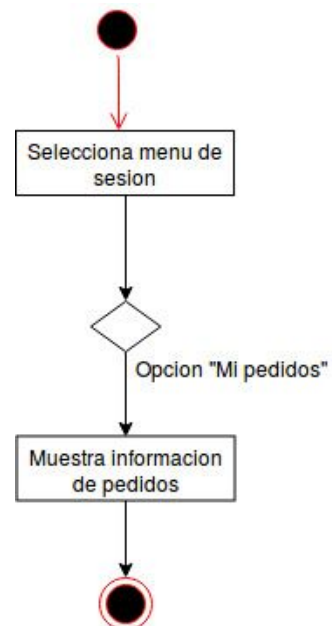 Selecciona menu de
sesion
Opcion "Mi pedidos"
Muestra informacion
de pedidos